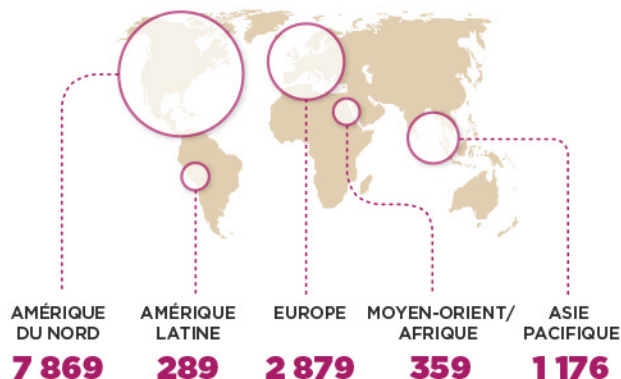 AMÉRIQUE
DU NORD
7 869
AMÉRIQUE
LATINE
289
EUROPE
2 879
MOYEN-ORIENT/
AFRIQUE
359
ASIE
PACIFIQUE
1 176